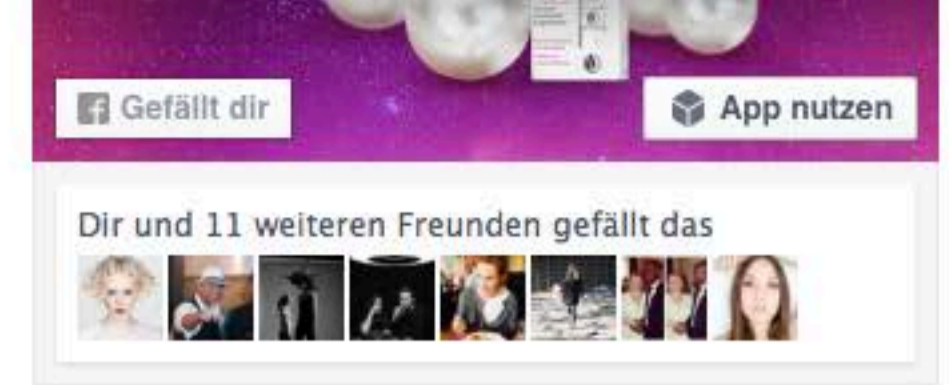 Gefällt dir
App nutzen
Dir und 11 weiteren Freunden gefällt das